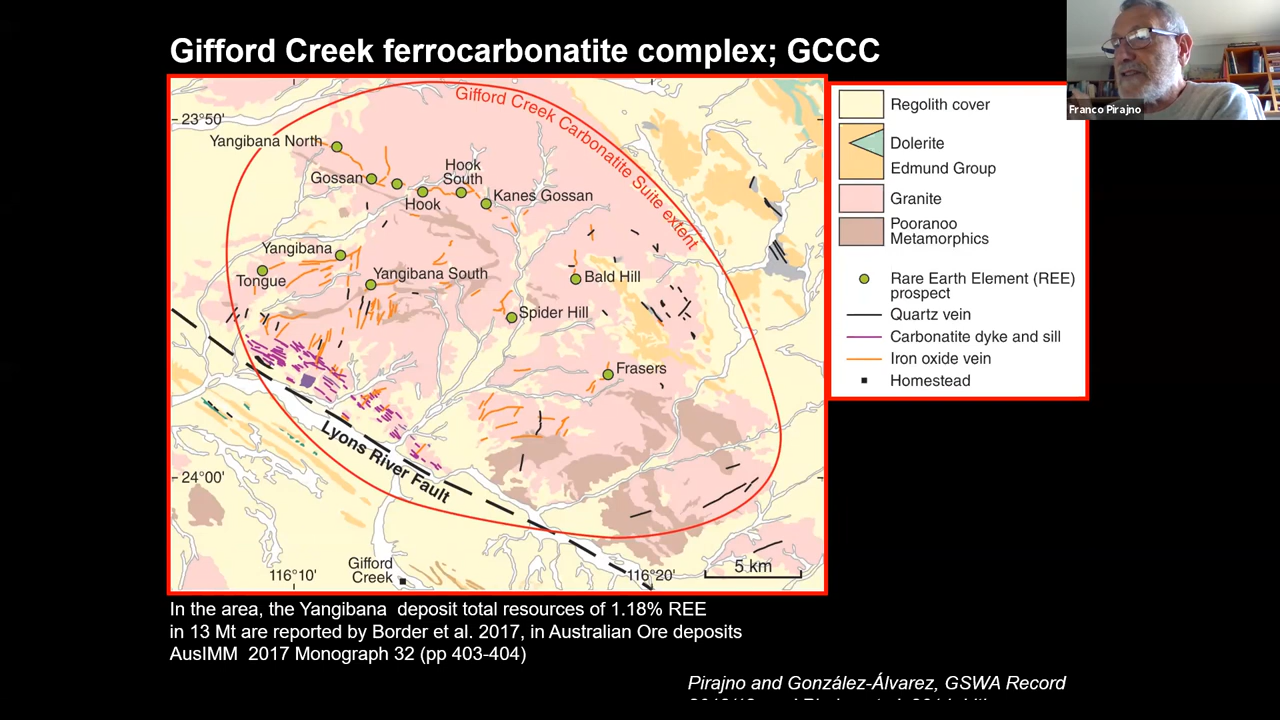 Gifford Creek ferrocarbonatite complex; GCCC
Franco Pirajno
Gifford Creek Carbonatite Suite extent
23°50'
Yangibana North
Gossan
Hook
South
Hook
Kanes Gossan
Yangibana
Tongue
Yangibana South
Bald Hill
Spider Hill
Frasers
Lyons River Fault
24°00'
Gifford
Creek
116°10'
116°20'
5 km
Regolith cover
Dolerite
Edmund Group
Granite
Pooranoo
Metamorphics
Rare Earth Element (REE)
prospect
Quartz vein
Carbonatite dyke and sill
Iron oxide vein
Homestead
In the area, the Yangibana deposit total resources of 1.18% REE
in 13 Mt are reported by Border et al. 2017, in Australian Ore deposits
AusIMM 2017 Monograph 32 (pp 403-404)
Pirajno and González-Álvarez, GSWA Record